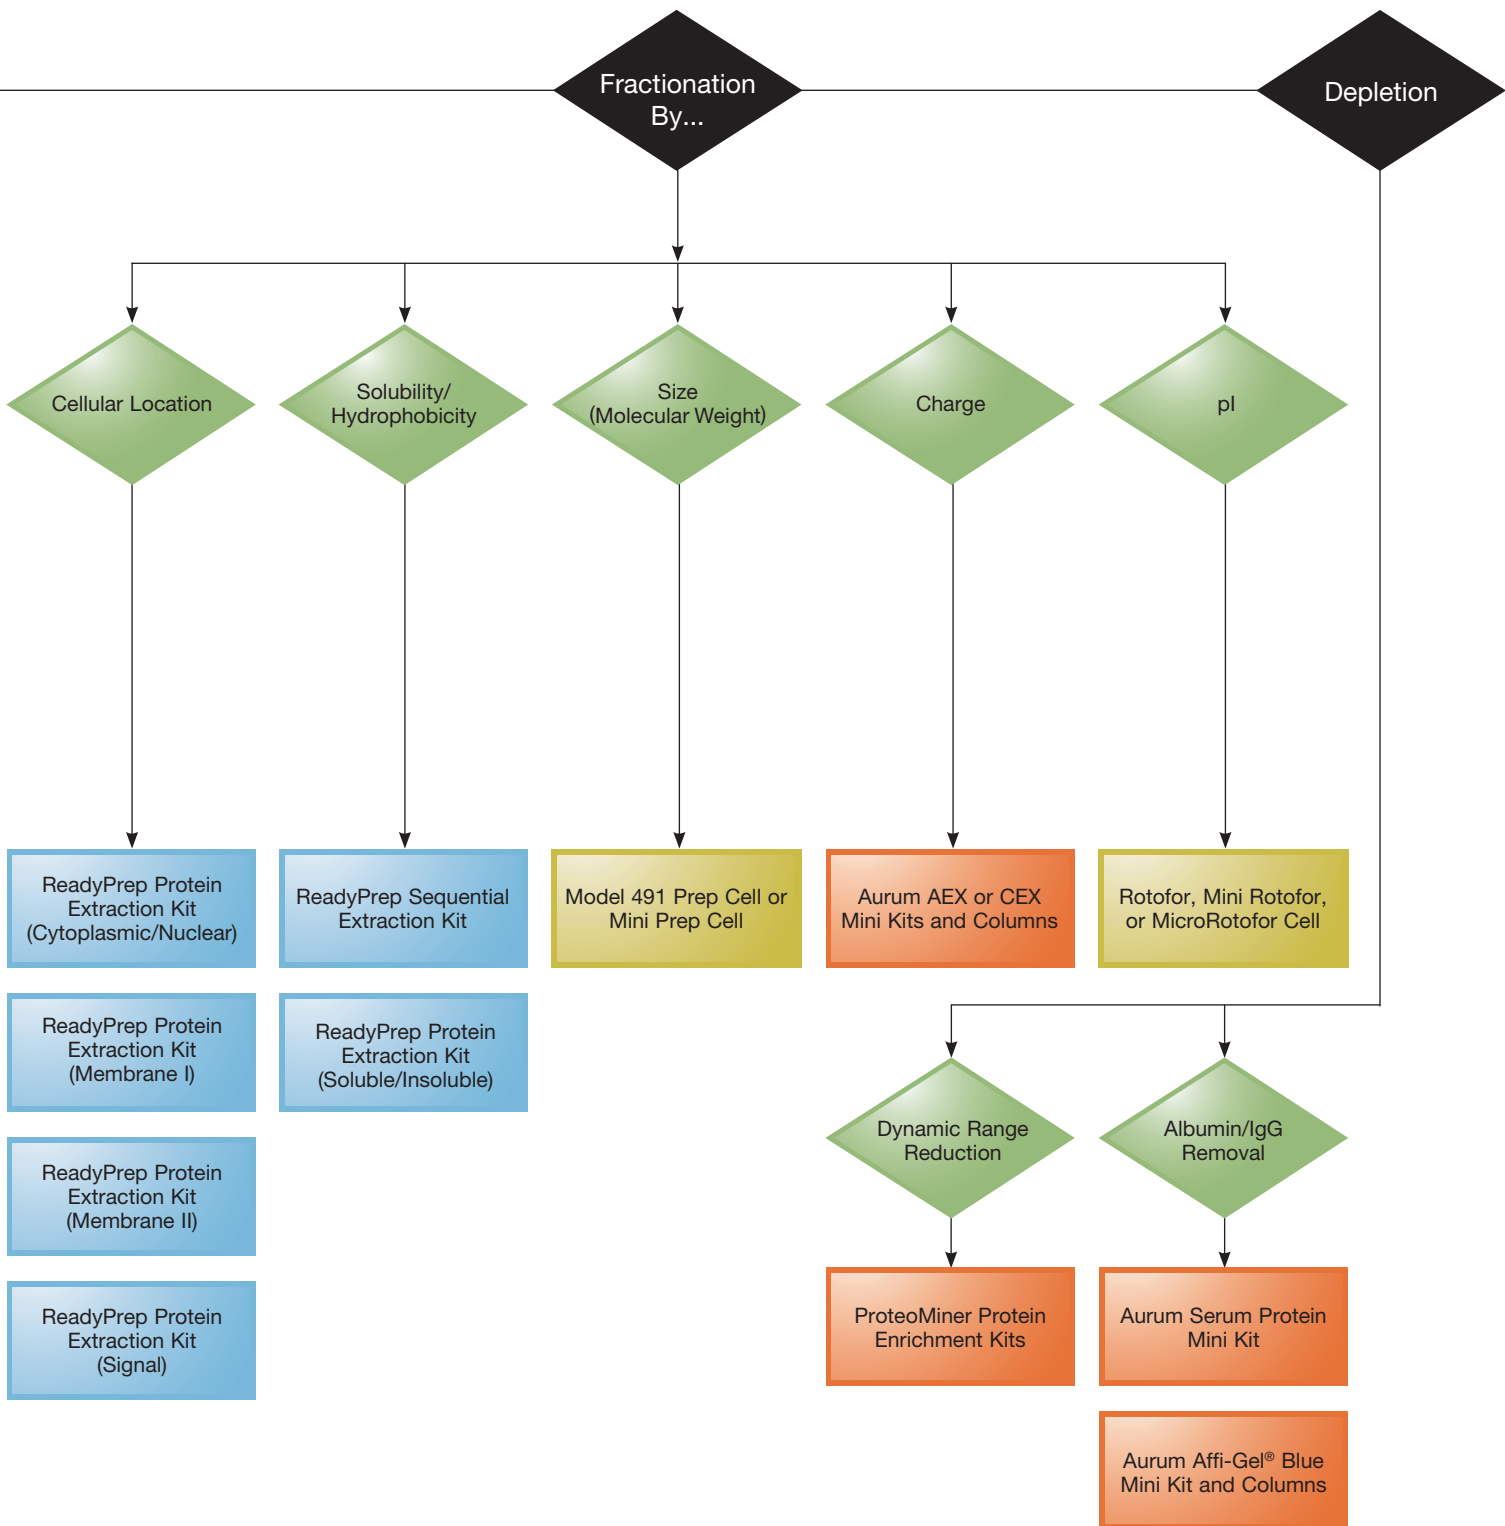 Fractionation
By...
Depletion
Cellular Location
Solubility/
Hydrophobicity
Size
(Molecular Weight)
Charge
pI
ReadyPrep Protein
Extraction Kit
(Cytoplasmic/Nuclear)
ReadyPrep Sequential
Extraction Kit
Model 491 Prep Cell or
Mini Prep Cell
Aurum AEX or CEX
Mini Kits and Columns
Rotofor, Mini Rotofor,
or MicroRotofor Cell
ReadyPrep Protein
Extraction Kit
(Membrane I)
ReadyPrep Protein
Extraction Kit
(Soluble/Insoluble)
Dynamic Range
Reduction
Albumin/IgG
Removal
ReadyPrep Protein
Extraction Kit
(Membrane II)
ReadyPrep Protein
Extraction Kit
(Signal)
ProteoMiner Protein
Enrichment Kits
Aurum Serum Protein
Mini Kit
Aurum Affi-Gel® Blue
Mini Kit and Columns